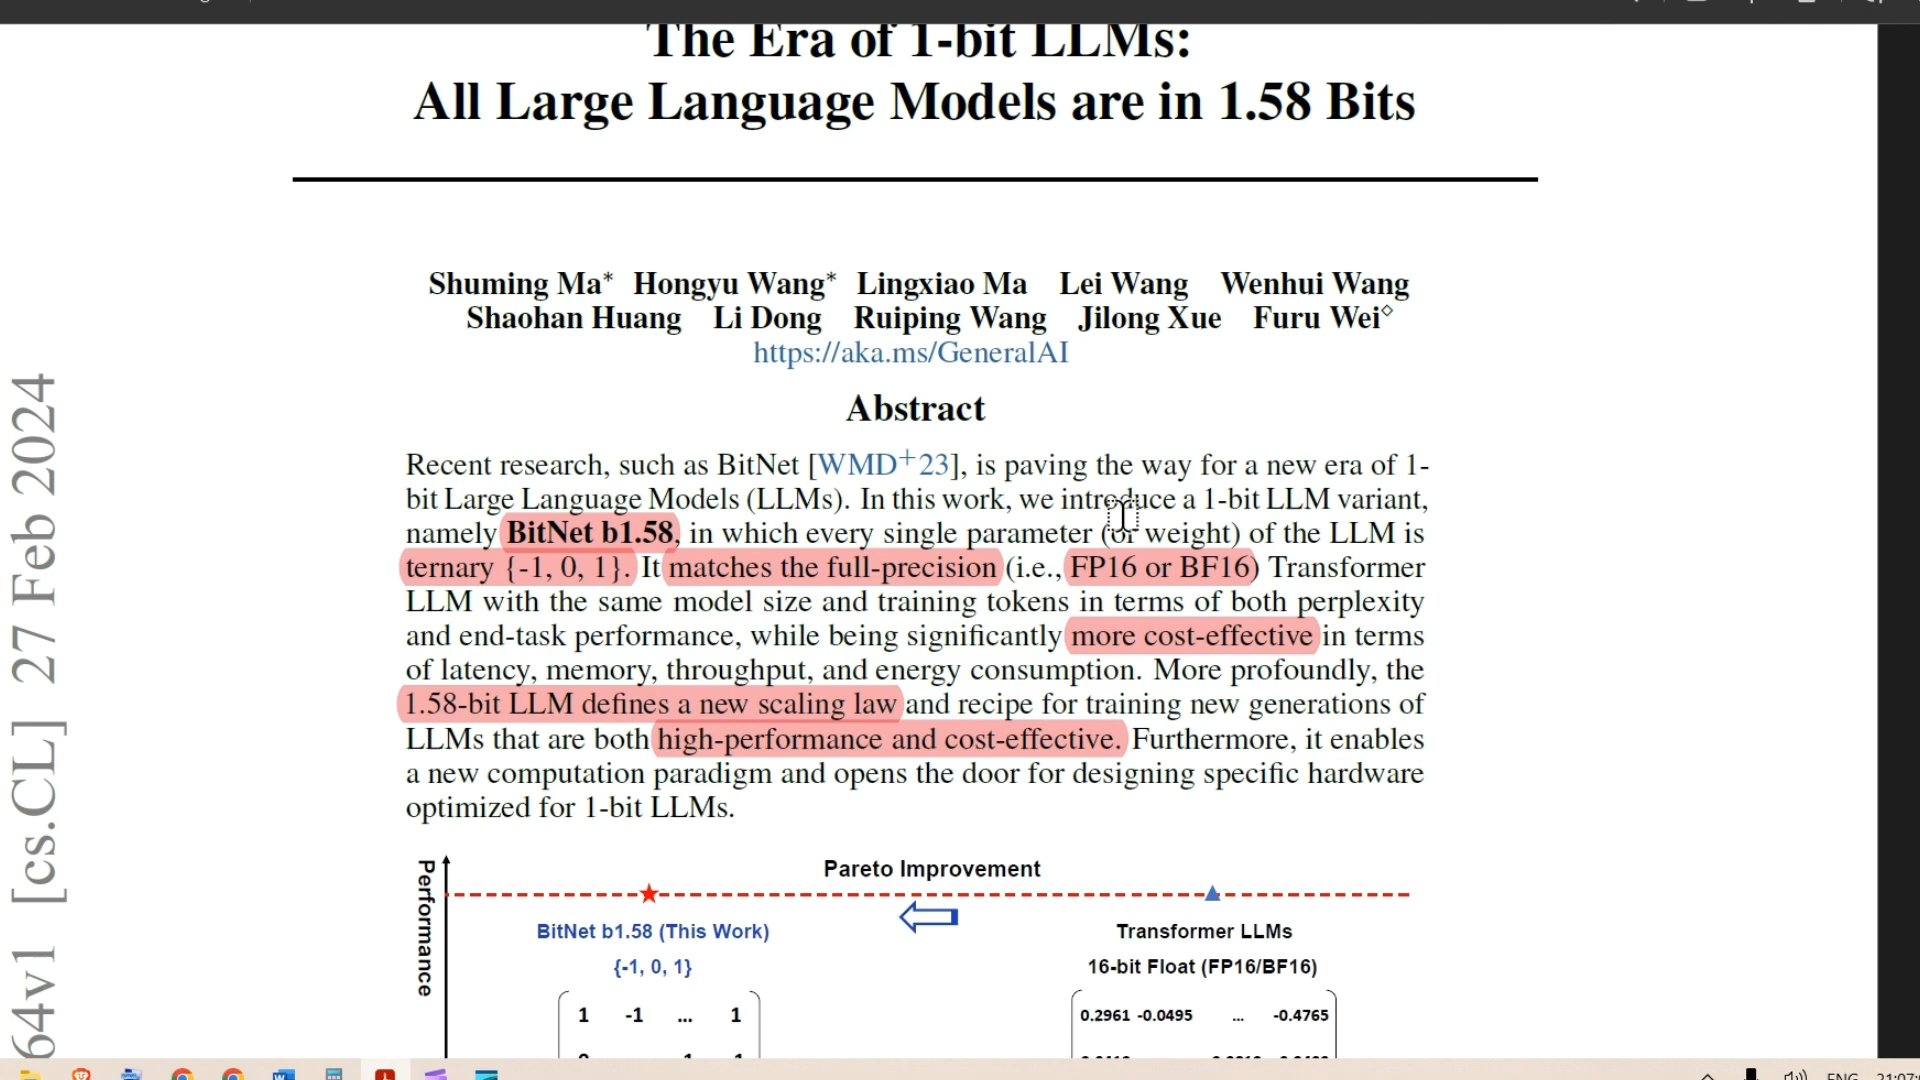 The Era of 1-bit LLMs:
All Large Language Models are in 1.58 Bits
Shuming Ma* Hongyu Wang* Lingxiao Ma Lei Wang Wenhui Wang
Shaohan Huang Li Dong Ruiping Wang Jilong Xue Furu Wei◇
https://aka.ms/GeneralAI
Abstract
Recent research, such as BitNet [WMD+23], is paving the way for a new era of 1-
bit Large Language Models (LLMs). In this work, we introduce a 1-bit LLM variant,
namely BitNet b1.58, in which every single parameter (or weight) of the LLM is
ternary {-1, 0, 1}. It matches the full-precision (i.e., FP16 or BF16) Transformer
LLM with the same model size and training tokens in terms of both perplexity
and end-task performance, while being significantly more cost-effective in terms
of latency, memory, throughput, and energy consumption. More profoundly, the
1.58-bit LLM defines a new scaling law and recipe for training new generations of
LLMs that are both high-performance and cost-effective. Furthermore, it enables
a new computation paradigm and opens the door for designing specific hardware
optimized for 1-bit LLMs.
64v1 [cs.CL] 27 Feb 2024
Performance
Pareto Improvement
BitNet b1.58 (This Work)
{-1, 0, 1}
1 -1 ... 1
Transformer LLMs
16-bit Float (FP16/BF16)
0.2961 -0.0495 ... -0.4765
ENG